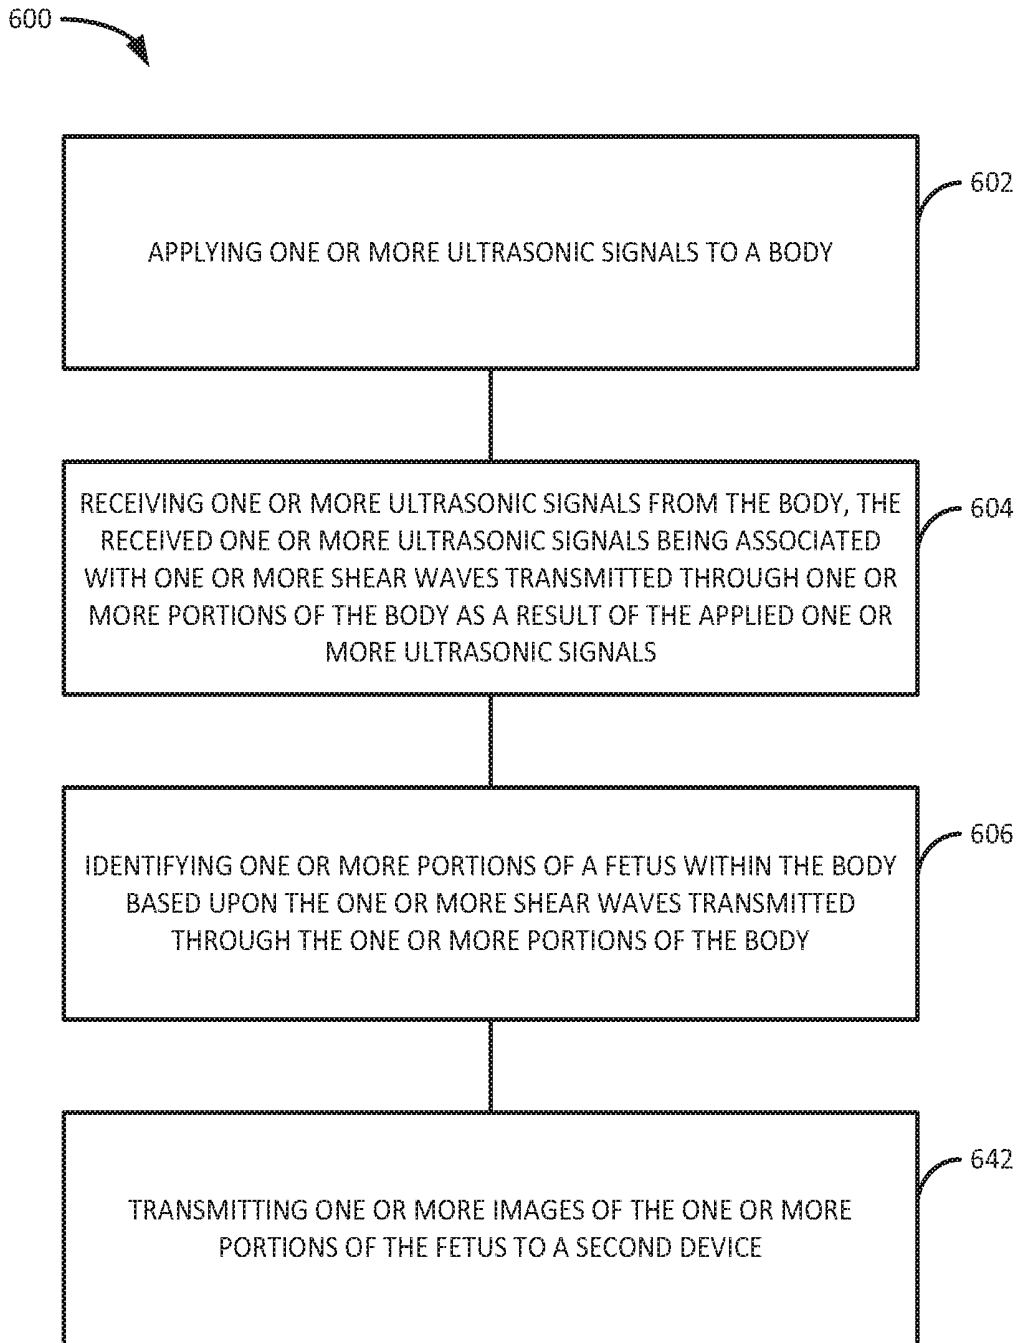 600
602
APPLYING ONE OR MORE ULTRASONIC SIGNALS TO A BODY
RECEIVING ONE OR MORE ULTRASONIC SIGNALS FROM THE BODY, THE
604
RECEIVED ONE OR MORE ULTRASONIC SIGNALS BEING ASSOCIATED
WITH ONE OR MORE SHEAR WAVES TRANSMITTED THROUGH ONE OR
MORE PORTIONS OF THE BODY AS A RESULT OF THE APPLIED ONE OR
MORE ULTRASONIC SIGNALS
606
IDENTIFYING ONE OR MORE PORTIONS OF A FETUS WITHIN THE BODY
BASED UPON THE ONE OR MORE SHEAR WAVES TRANSMITTED
THROUGH THE ONE OR MORE PORTIONS OF THE BODY
642
TRANSMITTING ONE OR MORE IMAGES OF THE ONE OR MORE
PORTIONS OF THE FETUS TO A SECOND DEVICE